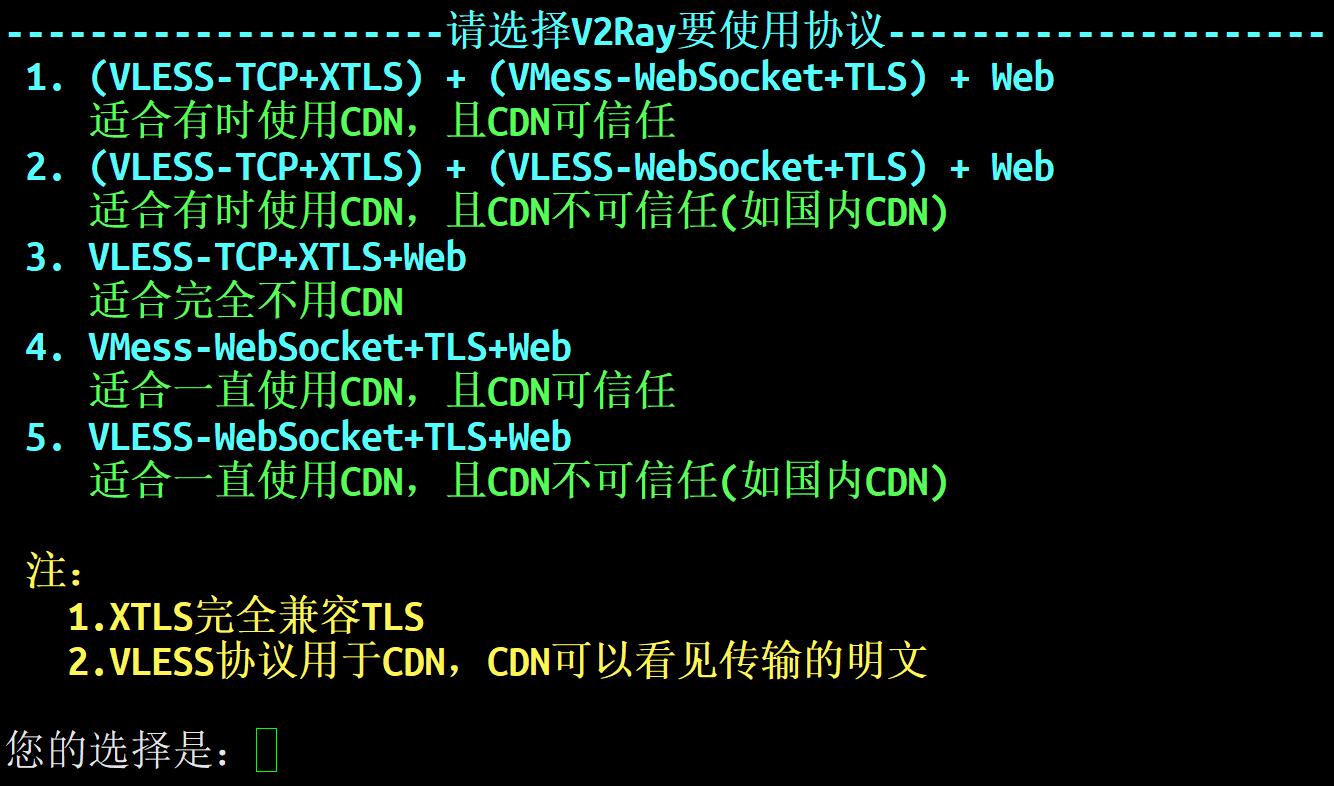 ---------------------请选择V2Ray要使用协议---------------------
1. (VLESS-TCP+XTLS) + (VMess-WebSocket+TLS) + Web
适合有时使用CDN，且CDN可信任
2. (VLESS-TCP+XTLS) + (VLESS-WebSocket+TLS) + Web
适合有时使用CDN，且CDN不可信任(如国内CDN)
3. VLESS-TCP+XTLS+Web
适合完全不用CDN
4. VMess-WebSocket+TLS+Web
适合一直使用CDN，且CDN可信任
5. VLESS-WebSocket+TLS+Web
适合一直使用CDN，且CDN不可信任(如国内CDN)
注：
1.XTLS完全兼容TLS
2.VLESS协议用于CDN，CDN可以看见传输的明文
您的选择是：